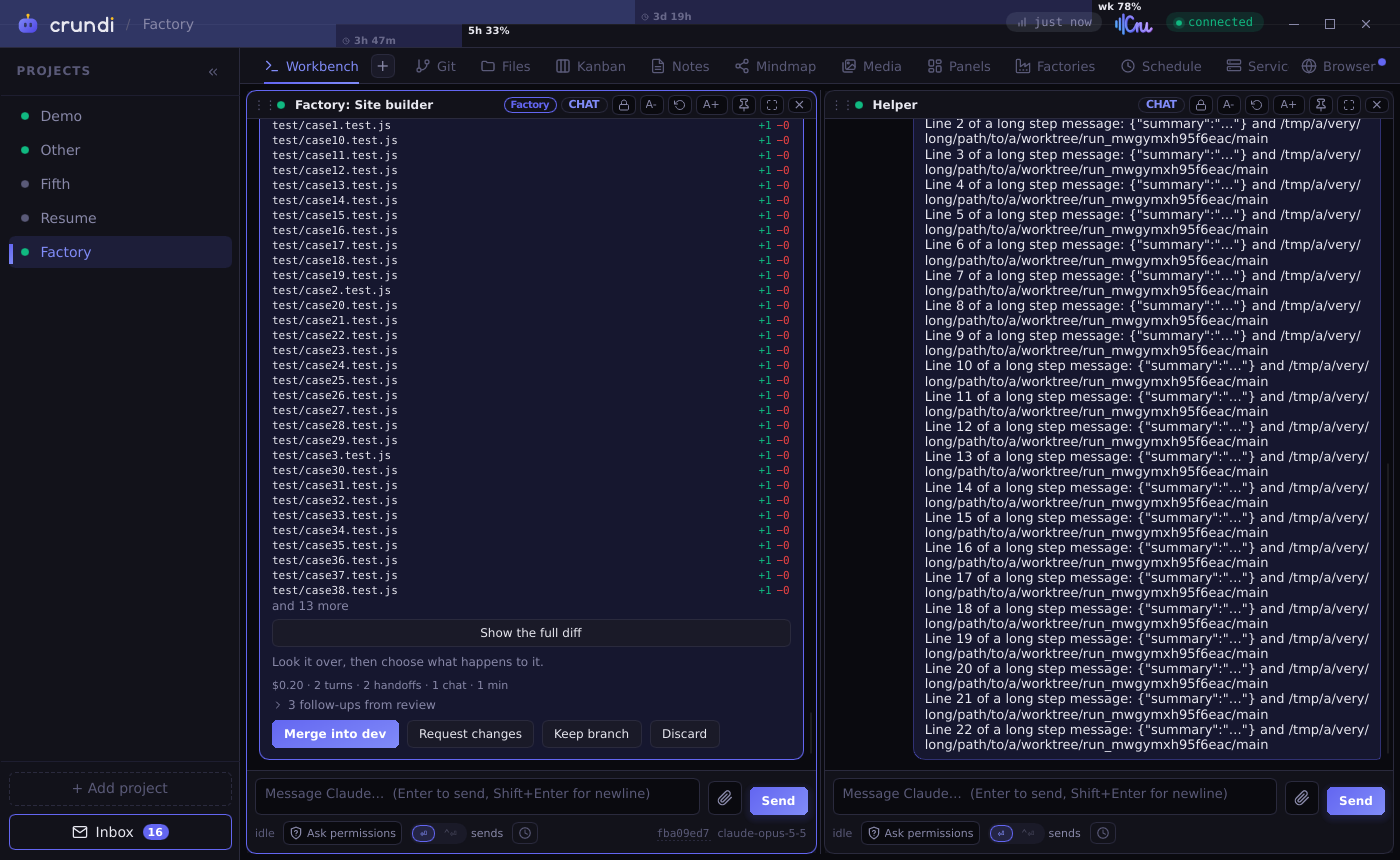 crundi / Factory
3d 19h
3h 47m
5h 33%
just now
wk 78%
Cru
connected
PROJECTS
«
Demo
Other
Fifth
Resume
Factory
+ Add project
Inbox 16
Workbench
+
Git
Files
Kanban
Notes
Mindmap
Media
Panels
Factories
Schedule
Servic
Browser
Factory: Site builder
Factory
CHAT
A-
A+
test/case1.test.js +1 −0
test/case10.test.js +1 −0
test/case11.test.js +1 −0
test/case12.test.js +1 −0
test/case13.test.js +1 −0
test/case14.test.js +1 −0
test/case15.test.js +1 −0
test/case16.test.js +1 −0
test/case17.test.js +1 −0
test/case18.test.js +1 −0
test/case19.test.js +1 −0
test/case2.test.js +1 −0
test/case20.test.js +1 −0
test/case21.test.js +1 −0
test/case22.test.js +1 −0
test/case23.test.js +1 −0
test/case24.test.js +1 −0
test/case25.test.js +1 −0
test/case26.test.js +1 −0
test/case27.test.js +1 −0
test/case28.test.js +1 −0
test/case29.test.js +1 −0
test/case3.test.js +1 −0
test/case30.test.js +1 −0
test/case31.test.js +1 −0
test/case32.test.js +1 −0
test/case33.test.js +1 −0
test/case34.test.js +1 −0
test/case35.test.js +1 −0
test/case36.test.js +1 −0
test/case37.test.js +1 −0
test/case38.test.js +1 −0
and 13 more
Show the full diff
Look it over, then choose what happens to it.
$0.20 · 2 turns · 2 handoffs · 1 chat · 1 min
3 follow-ups from review
Merge into dev
Request changes
Keep branch
Discard
Message Claude… (Enter to send, Shift+Enter for newline)
Send
idle
Ask permissions
sends
fba09ed7
claude-opus-5-5
Helper
CHAT
A-
A+
Line 2 of a long step message: {"summary":"…"} and /tmp/a/very/
long/path/to/a/worktree/run_mwgymxh95f6eac/main
Line 3 of a long step message: {"summary":"…"} and /tmp/a/very/
long/path/to/a/worktree/run_mwgymxh95f6eac/main
Line 4 of a long step message: {"summary":"…"} and /tmp/a/very/
long/path/to/a/worktree/run_mwgymxh95f6eac/main
Line 5 of a long step message: {"summary":"…"} and /tmp/a/very/
long/path/to/a/worktree/run_mwgymxh95f6eac/main
Line 6 of a long step message: {"summary":"…"} and /tmp/a/very/
long/path/to/a/worktree/run_mwgymxh95f6eac/main
Line 7 of a long step message: {"summary":"…"} and /tmp/a/very/
long/path/to/a/worktree/run_mwgymxh95f6eac/main
Line 8 of a long step message: {"summary":"…"} and /tmp/a/very/
long/path/to/a/worktree/run_mwgymxh95f6eac/main
Line 9 of a long step message: {"summary":"…"} and /tmp/a/very/
long/path/to/a/worktree/run_mwgymxh95f6eac/main
Line 10 of a long step message: {"summary":"…"} and /tmp/a/very/
long/path/to/a/worktree/run_mwgymxh95f6eac/main
Line 11 of a long step message: {"summary":"…"} and /tmp/a/very/
long/path/to/a/worktree/run_mwgymxh95f6eac/main
Line 12 of a long step message: {"summary":"…"} and /tmp/a/very/
long/path/to/a/worktree/run_mwgymxh95f6eac/main
Line 13 of a long step message: {"summary":"…"} and /tmp/a/very/
long/path/to/a/worktree/run_mwgymxh95f6eac/main
Line 14 of a long step message: {"summary":"…"} and /tmp/a/very/
long/path/to/a/worktree/run_mwgymxh95f6eac/main
Line 15 of a long step message: {"summary":"…"} and /tmp/a/very/
long/path/to/a/worktree/run_mwgymxh95f6eac/main
Line 16 of a long step message: {"summary":"…"} and /tmp/a/very/
long/path/to/a/worktree/run_mwgymxh95f6eac/main
Line 17 of a long step message: {"summary":"…"} and /tmp/a/very/
long/path/to/a/worktree/run_mwgymxh95f6eac/main
Line 18 of a long step message: {"summary":"…"} and /tmp/a/very/
long/path/to/a/worktree/run_mwgymxh95f6eac/main
Line 19 of a long step message: {"summary":"…"} and /tmp/a/very/
long/path/to/a/worktree/run_mwgymxh95f6eac/main
Line 20 of a long step message: {"summary":"…"} and /tmp/a/very/
long/path/to/a/worktree/run_mwgymxh95f6eac/main
Line 21 of a long step message: {"summary":"…"} and /tmp/a/very/
long/path/to/a/worktree/run_mwgymxh95f6eac/main
Line 22 of a long step message: {"summary":"…"} and /tmp/a/very/
long/path/to/a/worktree/run_mwgymxh95f6eac/main
Message Claude… (Enter to send, Shift+Enter for newline)
Send
idle
Ask permissions
sends